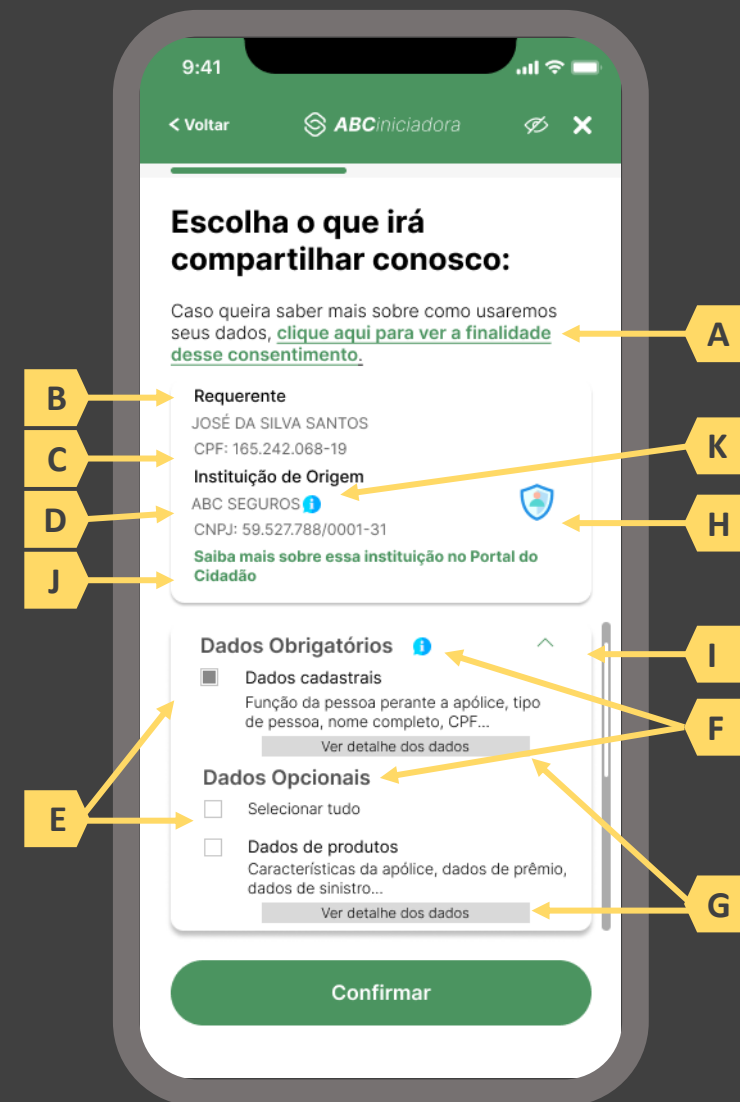 9:41
< Voltar
ABCiniciadora
Escolha o que irá
compartilhar conosco:
Caso queira saber mais sobre como usaremos
seus dados, clique aqui para ver a finalidade
desse consentimento.
A
B
Requerente
JOSÉ DA SILVA SANTOS
C
CPF: 165.242.068-19
K
Instituição de Origem
D
ABC SEGUROS
H
CNPJ: 59.527.788/0001-31
J
Saiba mais sobre essa instituição no Portal do
Cidadão
Dados Obrigatórios
I
Dados cadastrais
Função da pessoa perante a apólice, tipo
de pessoa, nome completo, CPF...
F
Ver detalhe dos dados
Dados Opcionais
E
Selecionar tudo
Dados de produtos
Características da apólice, dados de prêmio,
dados de sinistro...
G
Ver detalhe dos dados
Confirmar